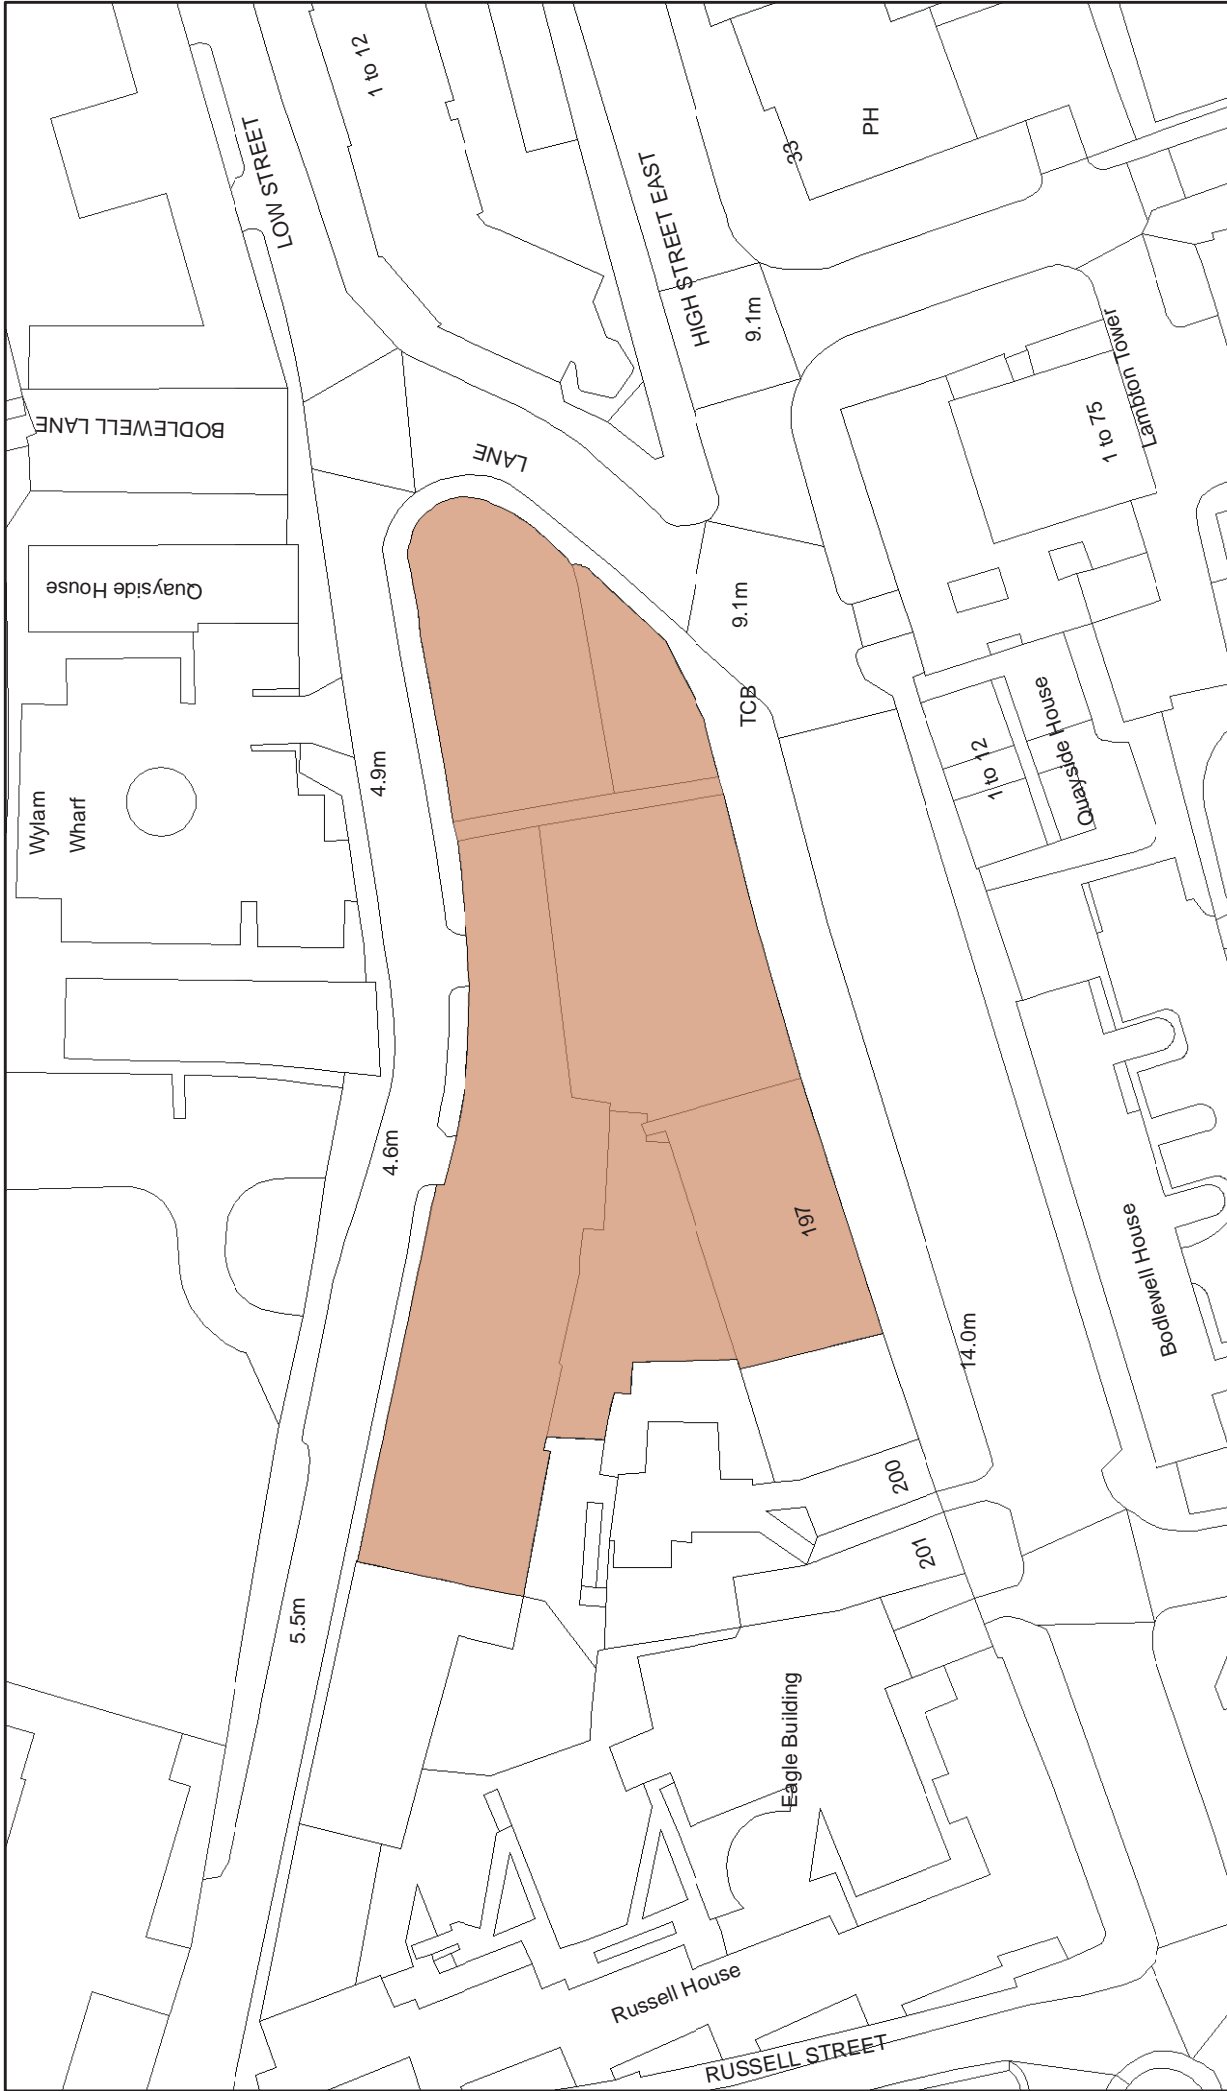 1 to 12
LOW STREET
PH
33
HIGH STREET EAST
9.1m
BODLEWELL LANE
LANE
1 to 75
Lambton Tower
Quayside House
9.1m
TCB
4.9m
Wylam
Wharf
1 to 12
Quayside House
4.6m
197
Bodlewell House
14.0m
200
201
5.5m
Eagle Building
Russell House
RUSSELL STREET